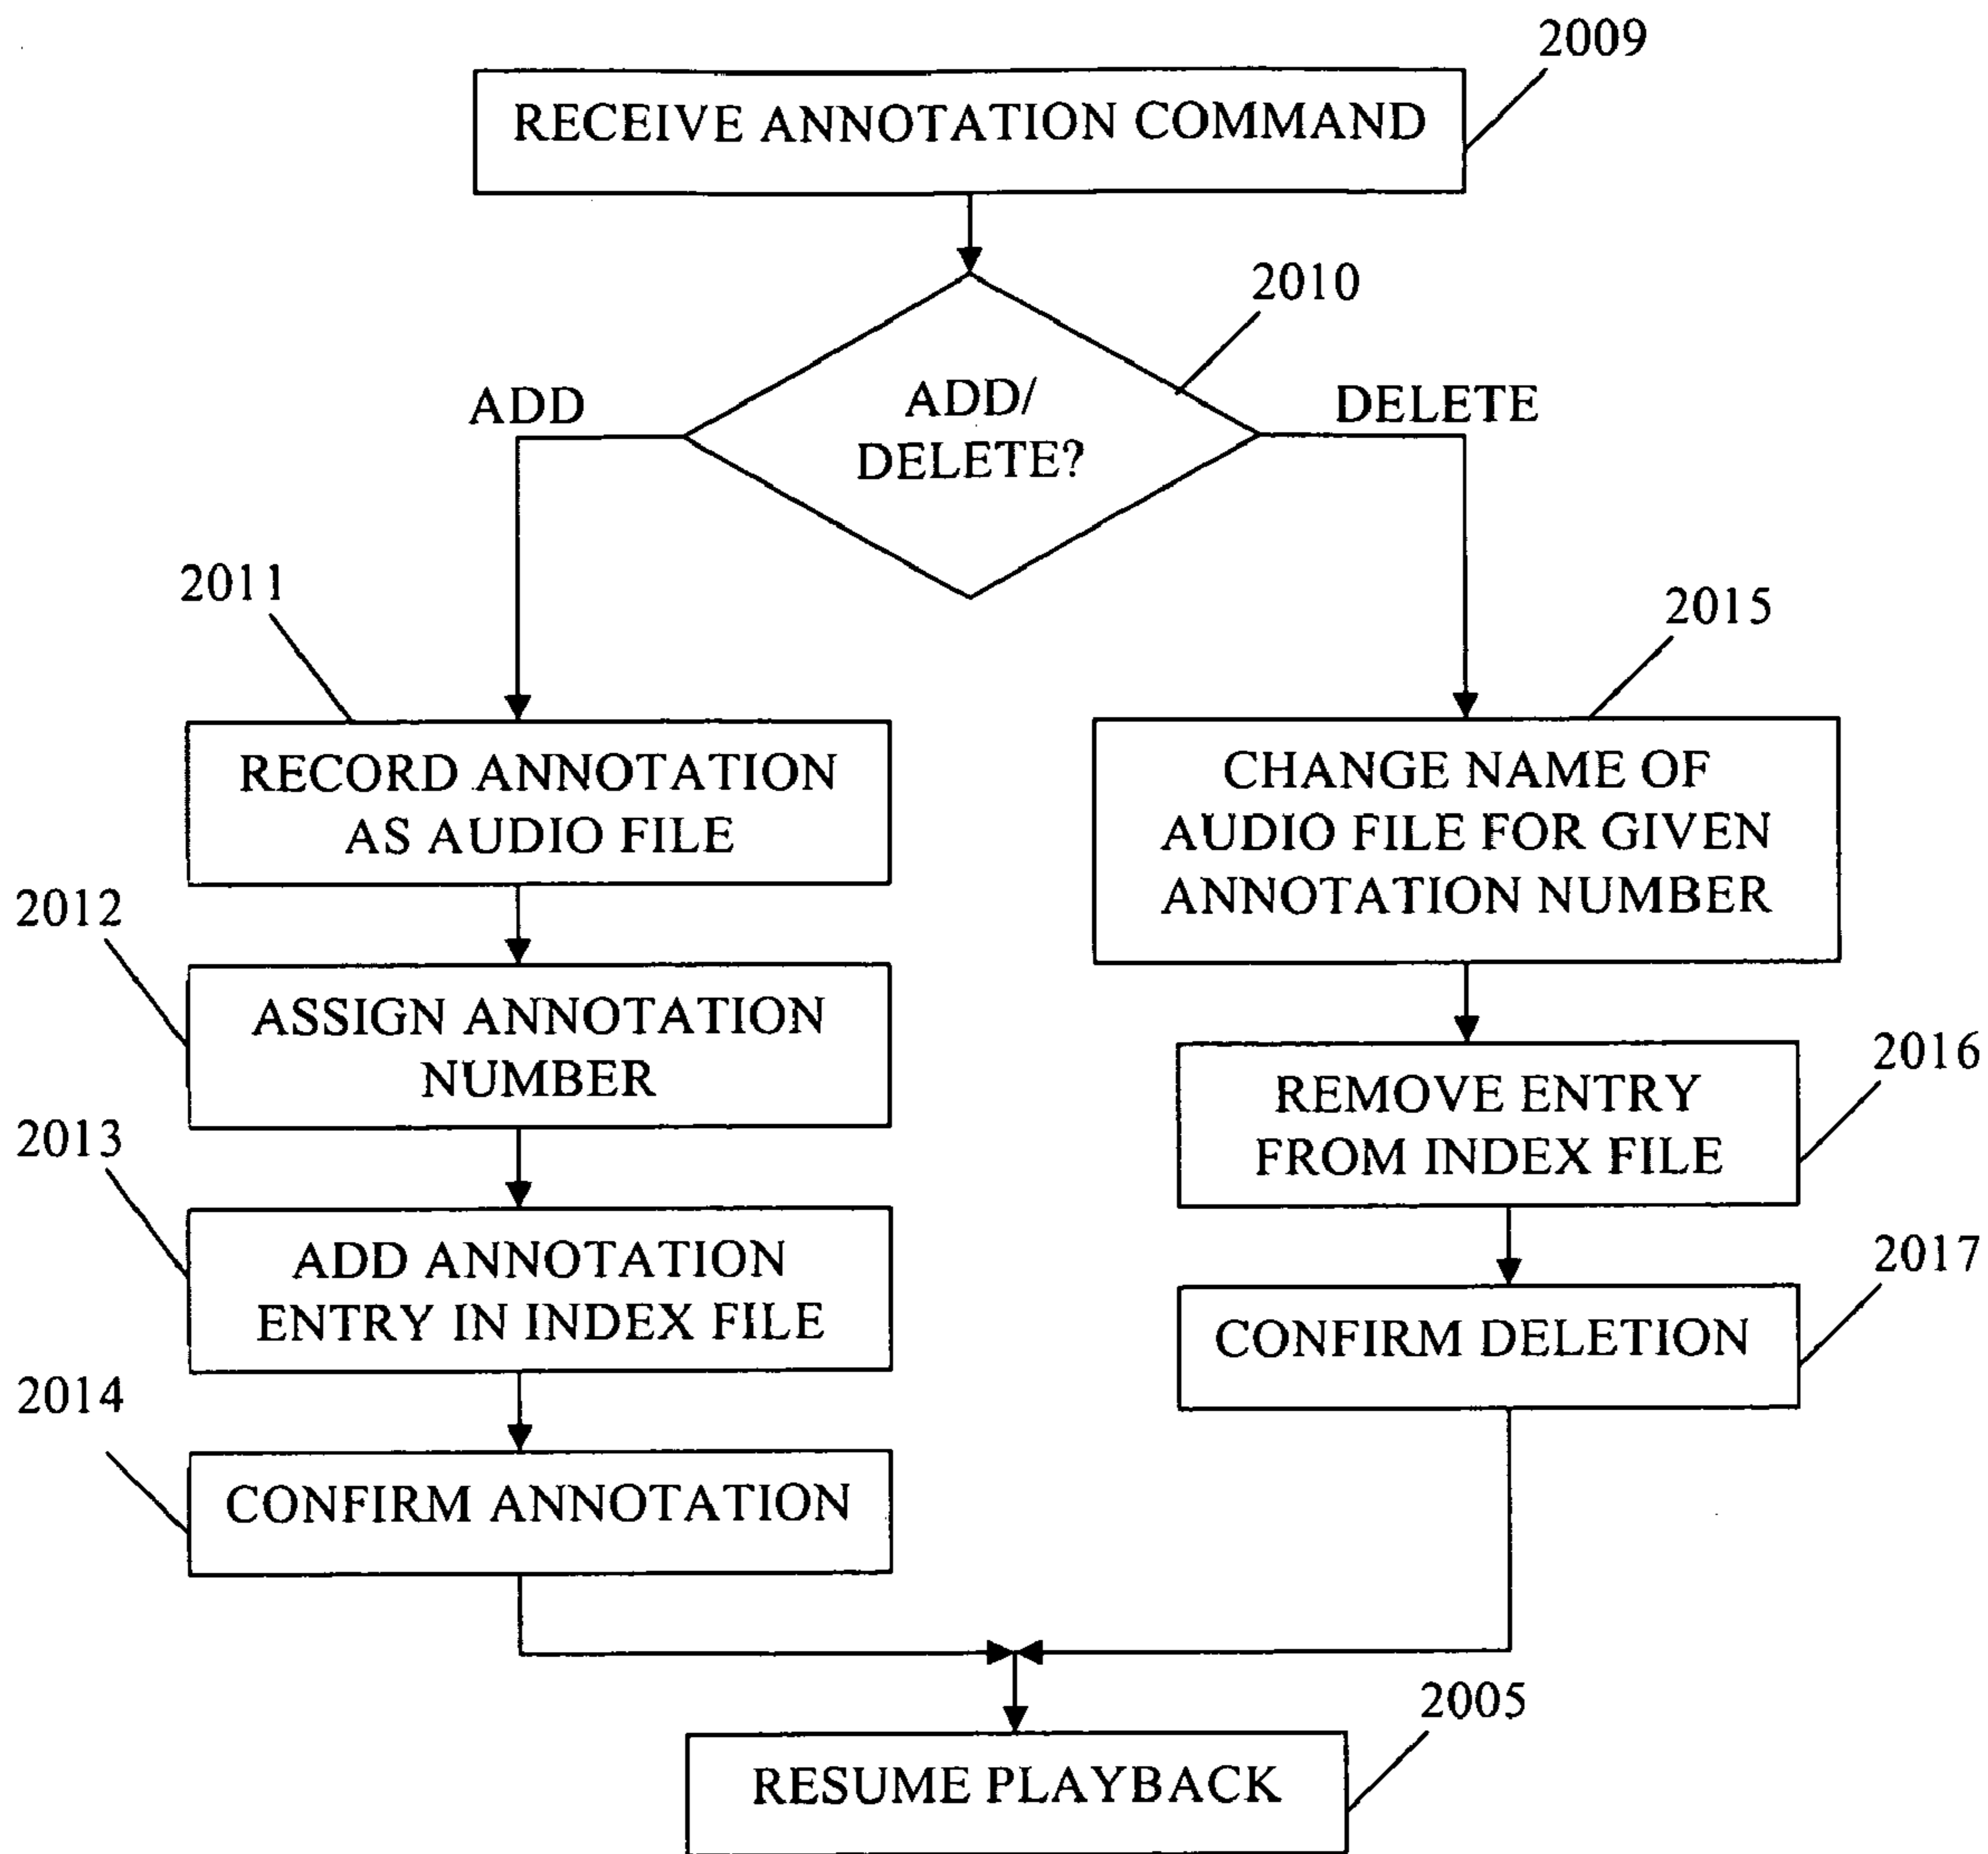 2009
RECEIVE ANNOTATION COMMAND
2010
ADD
ADD/
DELETE?
DELETE
2011
RECORD ANNOTATION
AS AUDIO FILE
2015
CHANGE NAME OF
AUDIO FILE FOR GIVEN
ANNOTATION NUMBER
2012
ASSIGN ANNOTATION
NUMBER
2016
REMOVE ENTRY
FROM INDEX FILE
2013
ADD ANNOTATION
ENTRY IN INDEX FILE
2017
CONFIRM DELETION
2014
CONFIRM ANNOTATION
2005
RESUME PLAYBACK